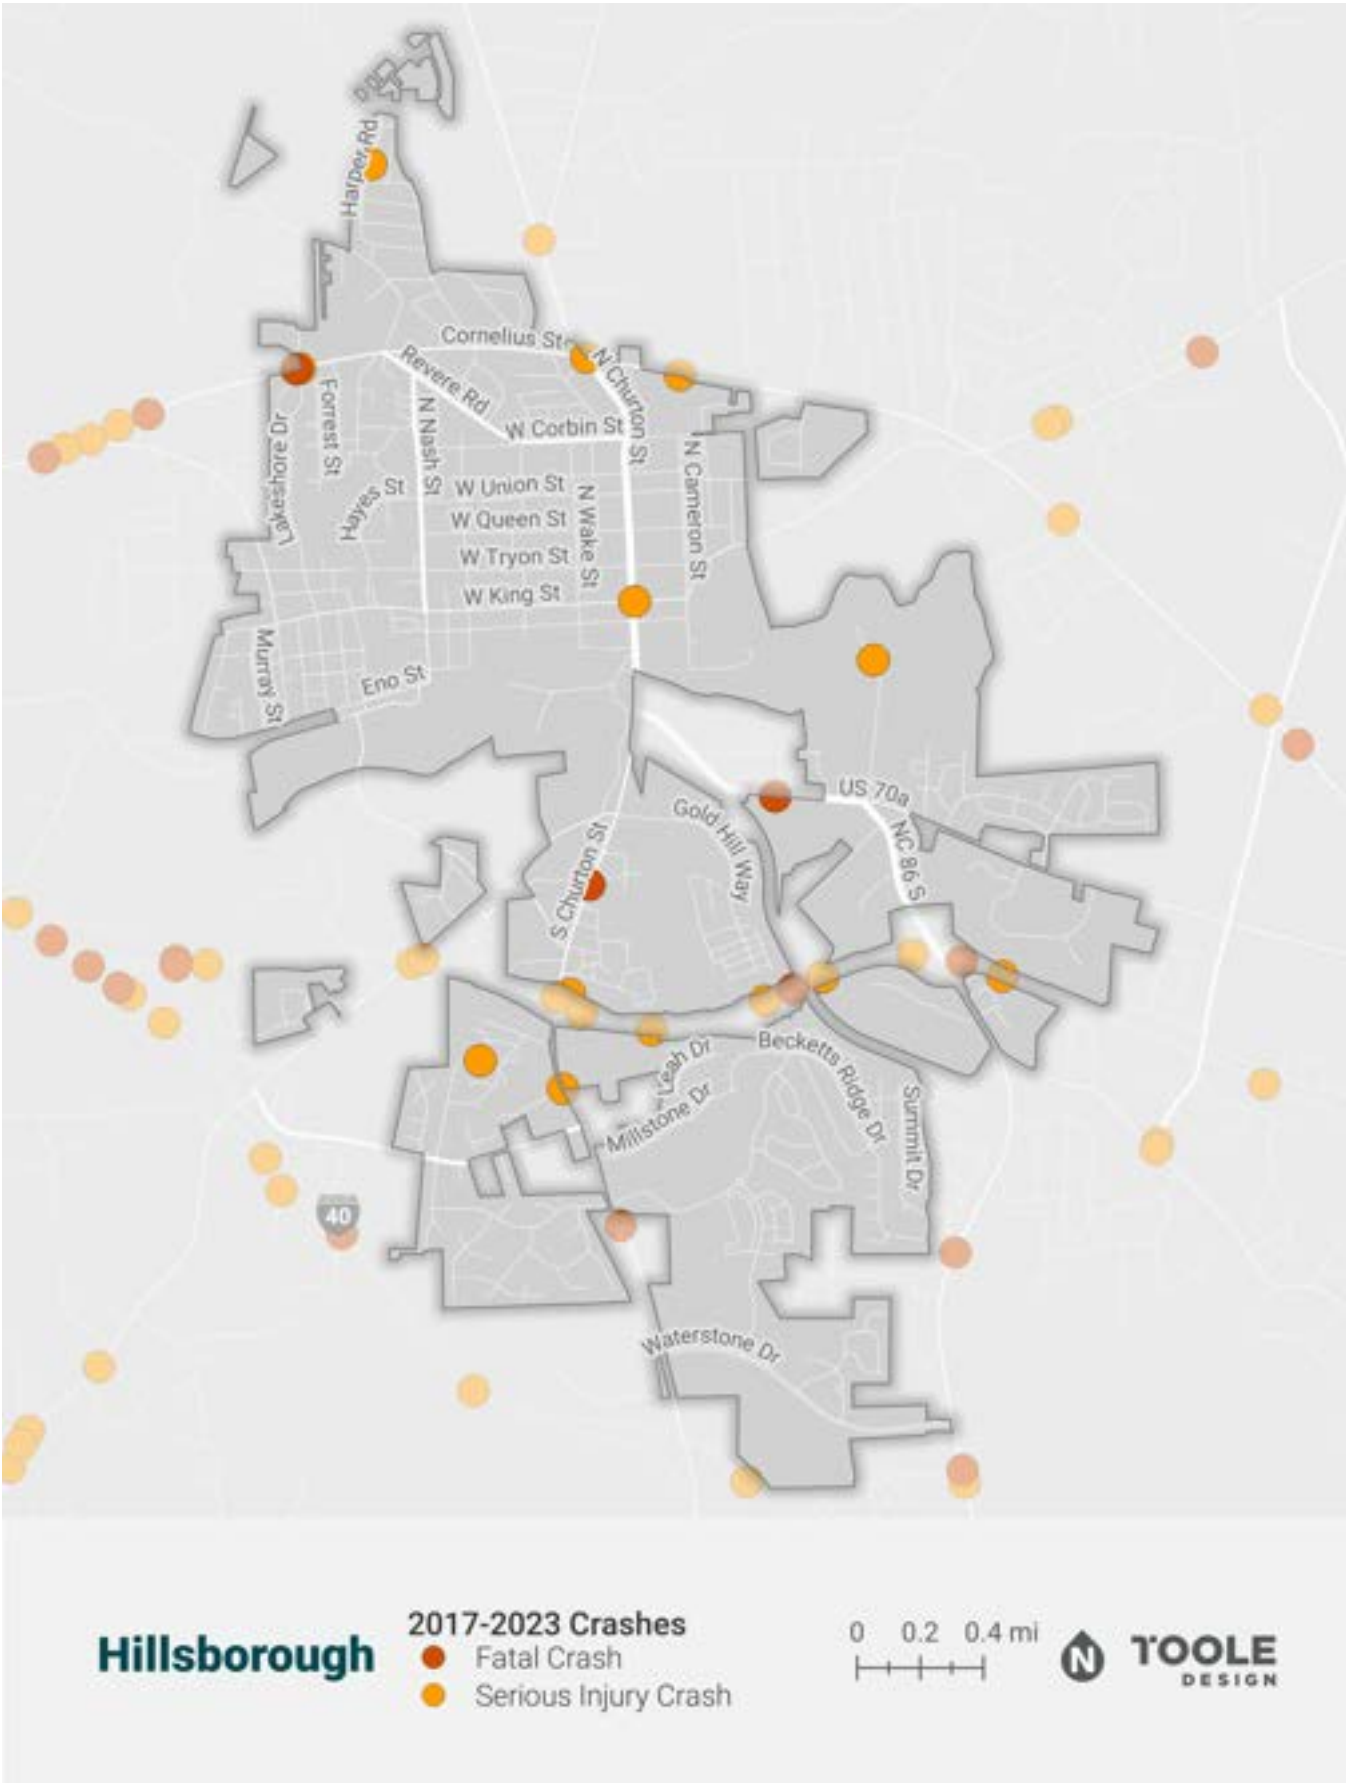 Harper Rd
Cornelius St
N Churton St
Revere Rd
Forrest St
N Nash St
W Corbin St
Lakeshore Dr
Hayes St
W Union St
N Wake St
N Cameron St
W Queen St
W Tryon St
W King St
Murray St
Eno St
US 70a
Gold Hill Way
NC 86 S
S Churton St
Leah Dr
Becketts Ridge Dr
Millstone Dr
Summit Dr
40
Waterstone Dr
Hillsborough
2017-2023 Crashes
Fatal Crash
Serious Injury Crash
0 0.2 0.4 mi
N
TOOLE
DESIGN